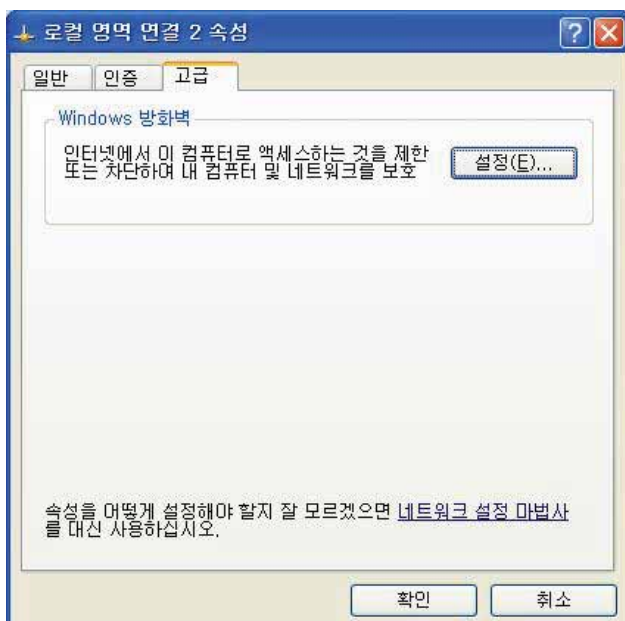 로컬 영역 연결 2 속성
일반 인증 고급
Windows 방화벽
인터넷에서 이 컴퓨터로 액세스하는 것을 제한
또는 차단하여 내 컴퓨터 및 네트워크를 보호
설정(E)...
속성을 어떻게 설정해야 할지 잘 모르겠으면 네트워크 설정 마법사
를 대신 사용하십시오.
확인 취소